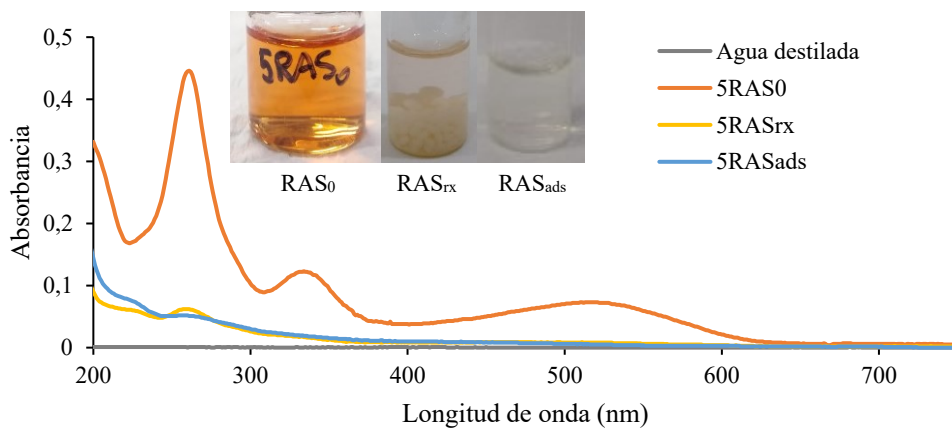 0,5
0,4
0,3
0,2
0,1
0
Absorbancia
5RAS0
RAS0
RASrx
RASads
Agua destilada
5RAS0
5RASrx
5RASads
200
300
400
500
600
700
Longitud de onda (nm)